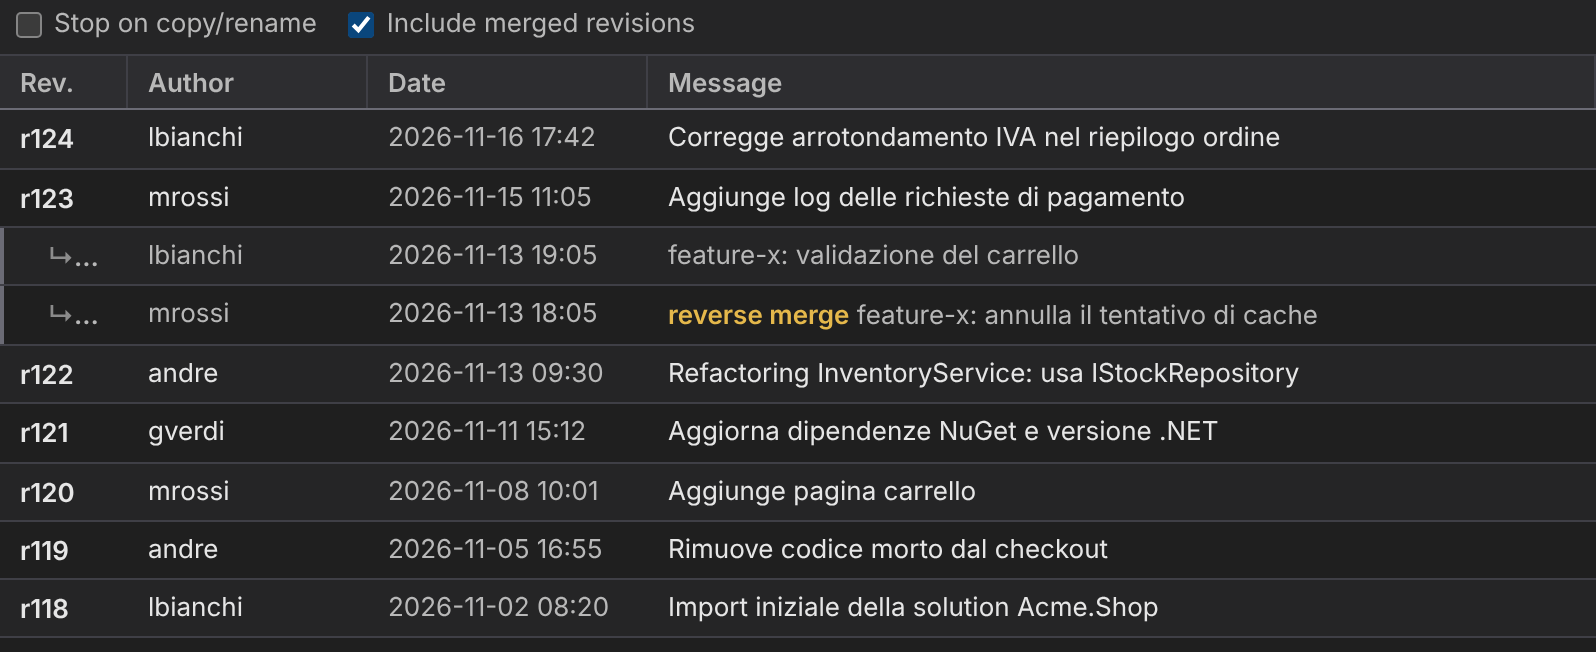 Stop on copy/rename Include merged revisions
Rev. Author Date Message
r124 lbianchi 2026-11-16 17:42 Corregge arrotondamento IVA nel riepilogo ordine
r123 mrossi 2026-11-15 11:05 Aggiunge log delle richieste di pagamento
↳... lbianchi 2026-11-13 19:05 feature-x: validazione del carrello
↳... mrossi 2026-11-13 18:05 reverse merge feature-x: annulla il tentativo di cache
r122 andre 2026-11-13 09:30 Refactoring InventoryService: usa IStockRepository
r121 gverdi 2026-11-11 15:12 Aggiorna dipendenze NuGet e versione .NET
r120 mrossi 2026-11-08 10:01 Aggiunge pagina carrello
r119 andre 2026-11-05 16:55 Rimuove codice morto dal checkout
r118 lbianchi 2026-11-02 08:20 Import iniziale della solution Acme.Shop